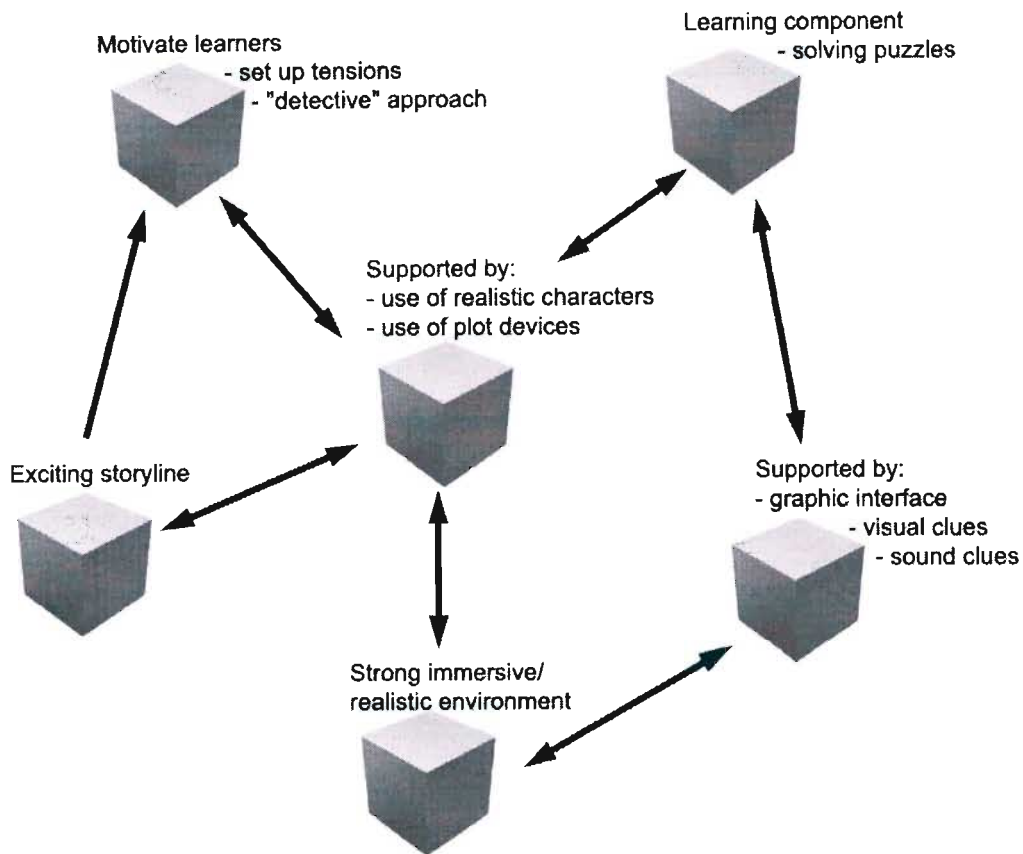 Motivate learners
- set up tensions
- "detective" approach
Learning component
- solving puzzles
Supported by:
- use of realistic characters
- use of plot devices
Exciting storyline
Supported by:
- graphic interface
- visual clues
- sound clues
Strong immersive/
realistic environment